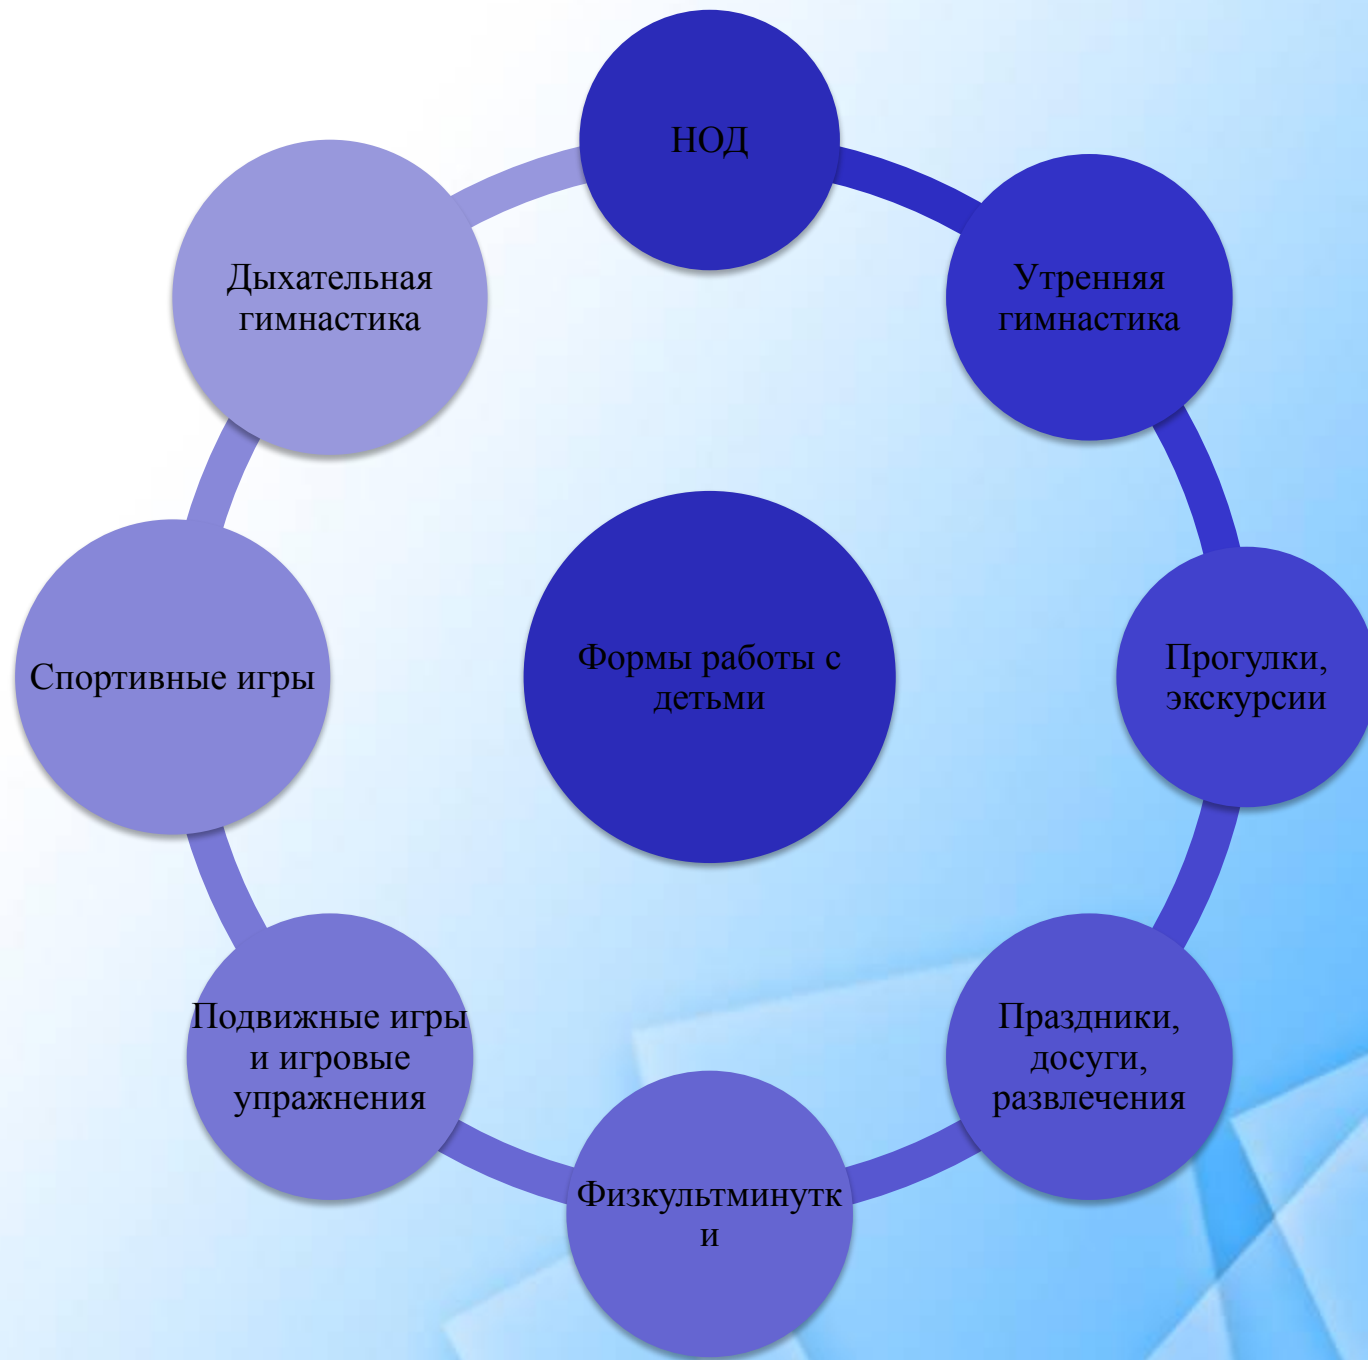 НОД
Утренняя
гимнастика
Прогулки,
экскурсии
Праздники,
досуги,
развлечения
Физкультминутк
и
Подвижные игры
и игровые
упражнения
Спортивные игры
Дыхательная
гимнастика
Формы работы с
детьми